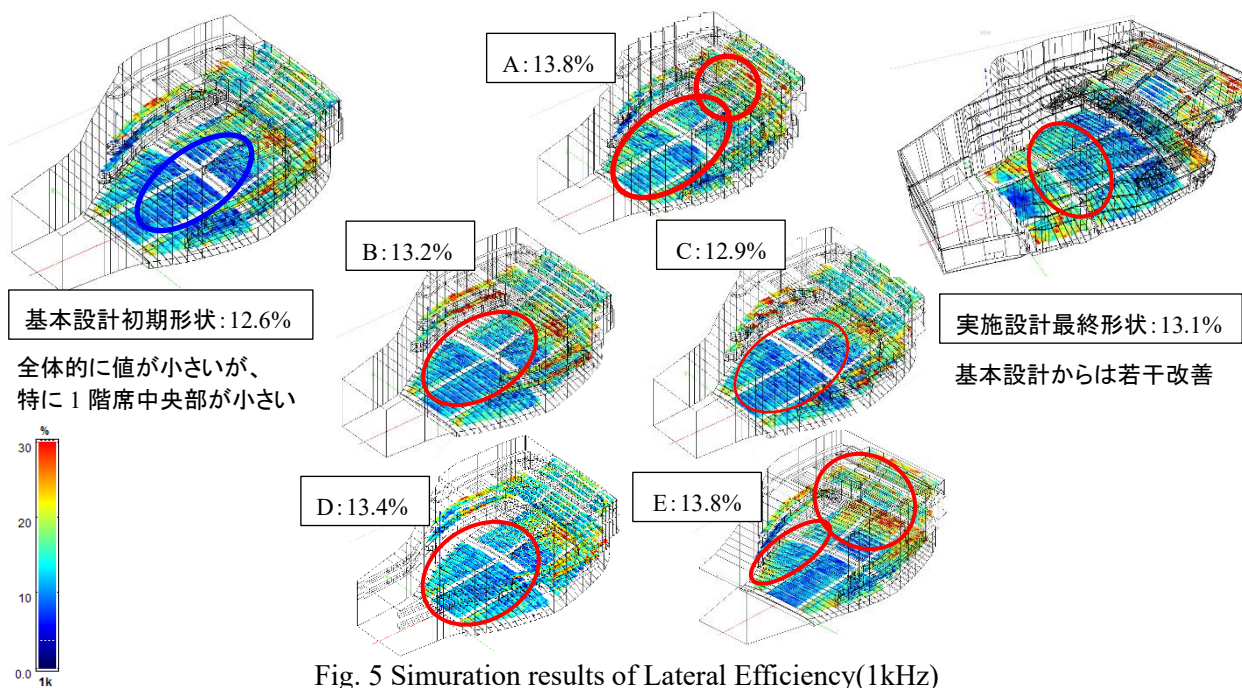 A:13.8%
B:13.2%
C:12.9%
基本設計初期形状:12.6%
実施設計最終形状:13.1%
全体的に値が小さいが、
特に 1 階席中央部が小さい
基本設計からは若干改善
%
30
20
10
0.0
1k
D:13.4%
E:13.8%
Fig. 5 Simuration results of Lateral Efficiency(1kHz)